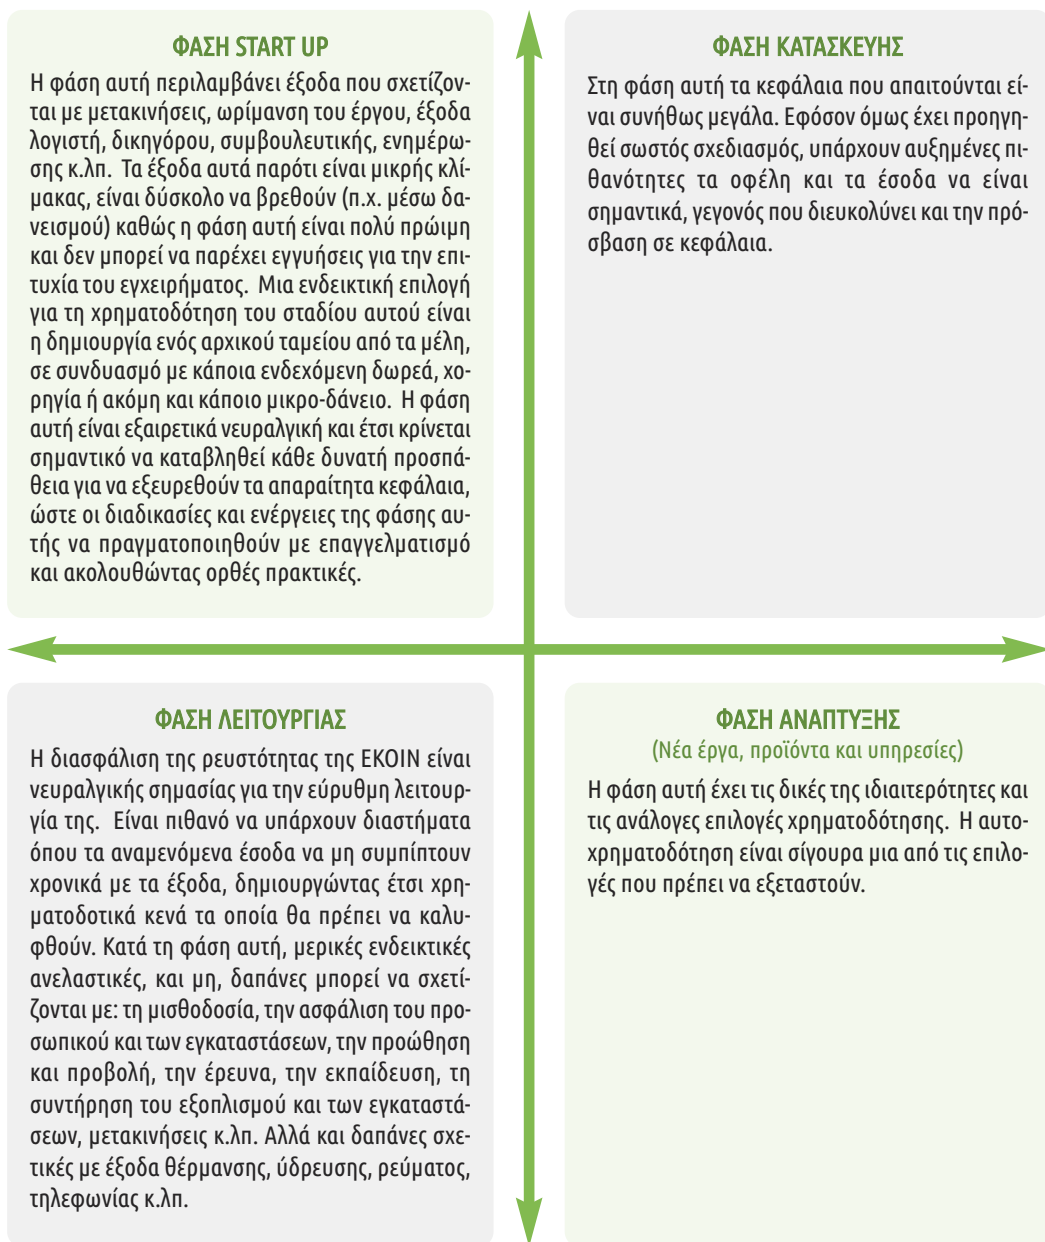 ΦΑΣΗ START UP
Η φάση αυτή περιλαμβάνει έξοδα που σχετίζον-
ται με μετακινήσεις, ωρίμανση του έργου, έξοδα
λογιστή, δικηγόρου, συμβουλευτικής, ενημέρω-
σης κ.λπ. Τα έξοδα αυτά παρότι είναι μικρής κλί-
μακας, είναι δύσκολο να βρεθούν (π.χ. μέσω δα-
νεισμού) καθώς η φάση αυτή είναι πολύ πρώιμη
και δεν μπορεί να παρέχει εγγυήσεις για την επι-
τυχία του εγχειρήματος. Μια ενδεικτική επιλογή
για τη χρηματοδότηση του σταδίου αυτού είναι
η δημιουργία ενός αρχικού ταμείου από τα μέλη,
σε συνδυασμό με κάποια ενδεχόμενη δωρεά, χο-
ρηγία ή ακόμη και κάποιο μικρο-δάνειο. Η φάση
αυτή είναι εξαιρετικά νευραλγική και έτσι κρίνεται
σημαντικό να καταβληθεί κάθε δυνατή προσπά-
θεια για να εξευρεθούν τα απαραίτητα κεφάλαια,
ώστε οι διαδικασίες και ενέργειες της φάσης αυ-
τής να πραγματοποιηθούν με επαγγελματισμό
και ακολουθώντας ορθές πρακτικές.
ΦΑΣΗ ΚΑΤΑΣΚΕΥΗΣ
Στη φάση αυτή τα κεφάλαια που απαιτούνται εί-
ναι συνήθως μεγάλα. Εφόσον όμως έχει προηγη-
θεί σωστός σχεδιασμός, υπάρχουν αυξημένες πι-
θανότητες τα οφέλη και τα έσοδα να είναι
σημαντικά, γεγονός που διευκολύνει και την πρό-
σβαση σε κεφάλαια.
ΦΑΣΗ ΛΕΙΤΟΥΡΓΙΑΣ
Η διασφάλιση της ρευστότητας της ΕΚΟΙΝ είναι
νευραλγικής σημασίας για την εύρυθμη λειτουρ-
γία της. Είναι πιθανό να υπάρχουν διαστήματα
όπου τα αναμενόμενα έσοδα να μη συμπίπτουν
χρονικά με τα έξοδα, δημιουργώντας έτσι χρη-
ματοδοτικά κενά τα οποία θα πρέπει να καλυ-
φθούν. Κατά τη φάση αυτή, μερικές ενδεικτικές
ανελαστικές, και μη, δαπάνες μπορεί να σχετί-
ζονται με: τη μισθοδοσία, την ασφάλιση του προ-
σωπικού και των εγκαταστάσεων, την προώθηση
και προβολή, την έρευνα, την εκπαίδευση, τη
συντήρηση του εξοπλισμού και των εγκαταστά-
σεων, μετακινήσεις κ.λπ. Αλλά και δαπάνες σχε-
τικές με έξοδα θέρμανσης, ύδρευσης, ρεύματος,
τηλεφωνίας κ.λπ.
ΦΑΣΗ ΑΝΑΠΤΥΞΗΣ
(Νέα έργα, προϊόντα και υπηρεσίες)
Η φάση αυτή έχει τις δικές της ιδιαιτερότητες και
τις ανάλογες επιλογές χρηματοδότησης. Η αυτο-
χρηματοδότηση είναι σίγουρα μια από τις επιλο-
γές που πρέπει να εξεταστούν.